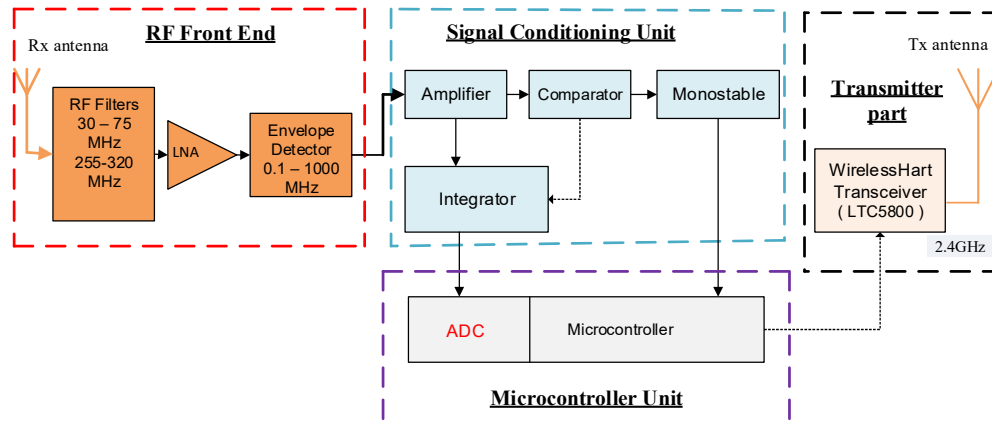 RF Front End
Rx antenna
RF Filters
30 – 75
MHz
255-320
MHz
LNA
Envelope
Detector
0.1 – 1000
MHz
Signal Conditioning Unit
Amplifier
Comparator
Monostable
Integrator
Tx antenna
Transmitter
part
WirelessHart
Transceiver
( LTC5800 )
2.4GHz
ADC
Microcontroller
Microcontroller Unit